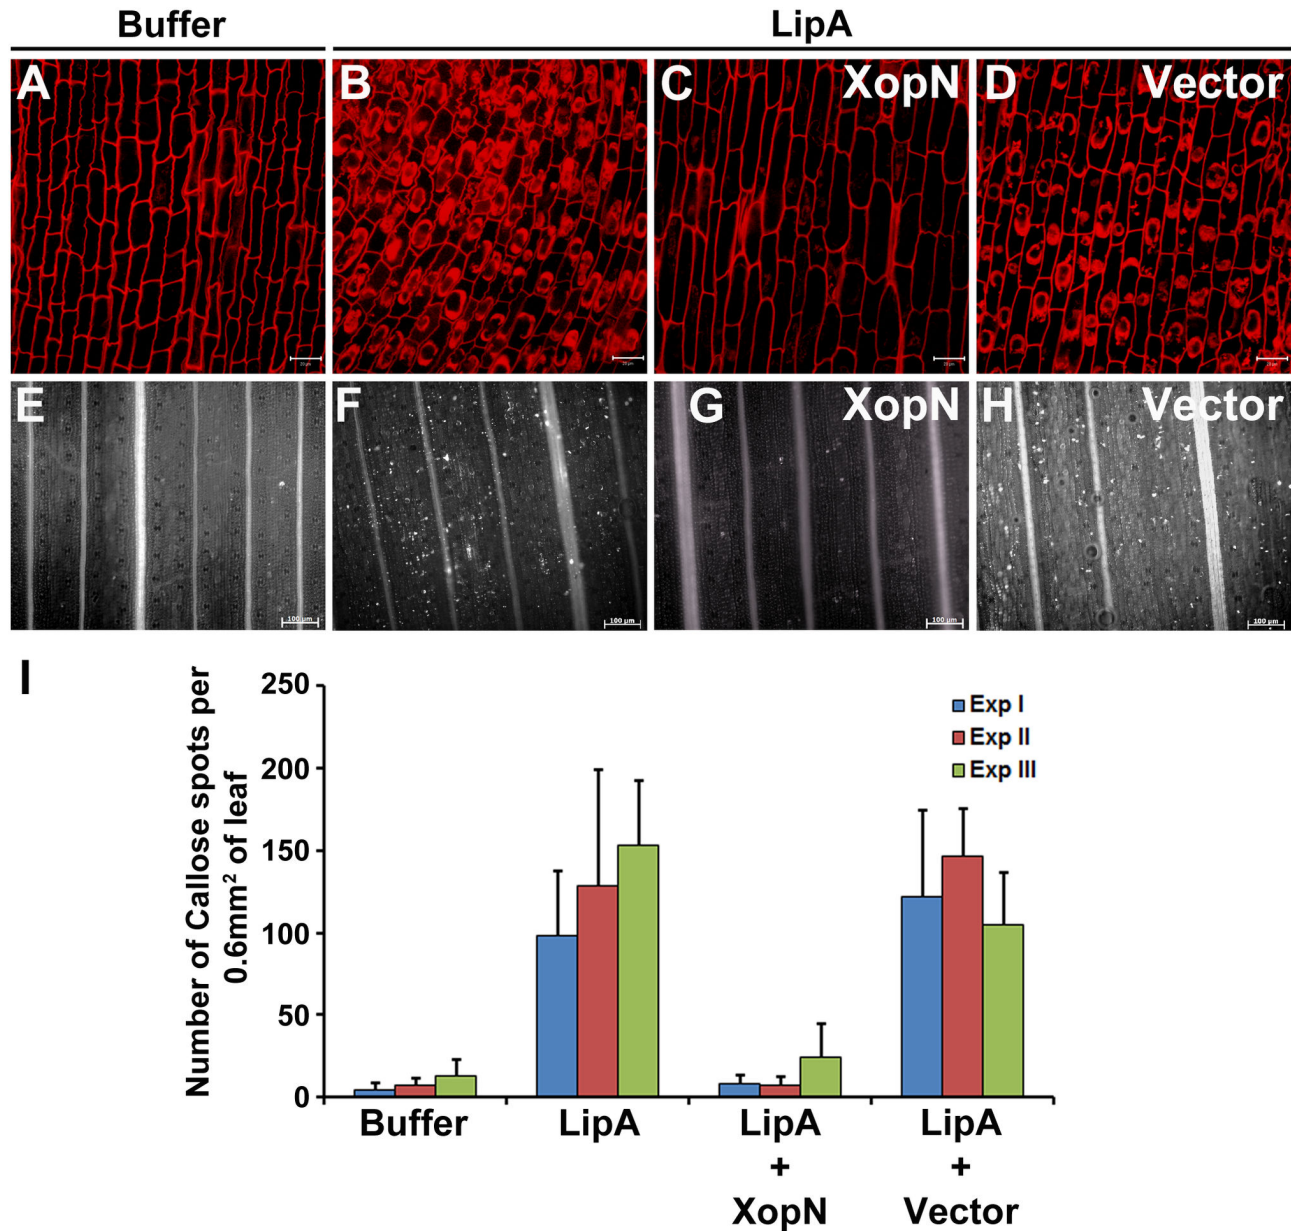 Buffer
LipA
A
B
C XopN
D Vector
E
F
G XopN
H Vector
100 µm
100 µm
100 µm
100 µm
I
Number of Callose spots per
0.6mm² of leaf
250
200
150
100
50
0
Exp I
Exp II
Exp III
Buffer
LipA
LipA
+
XopN
LipA
+
Vector